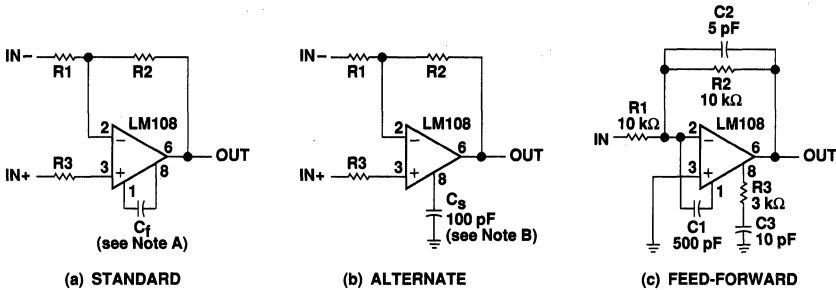 IN−
R1
R2
LM108
2
3
6
8
1
OUT
IN+
R3
Cf
(see Note A)
(a) STANDARD
IN−
R1
R2
LM108
2
3
6
8
OUT
IN+
R3
Cs
100 pF
(see Note B)
(b) ALTERNATE
C2
5 pF
R2
10 kΩ
R1
10 kΩ
IN
LM108
2
3
6
8
1
OUT
R3
3 kΩ
C1
500 pF
C3
10 pF
(c) FEED-FORWARD